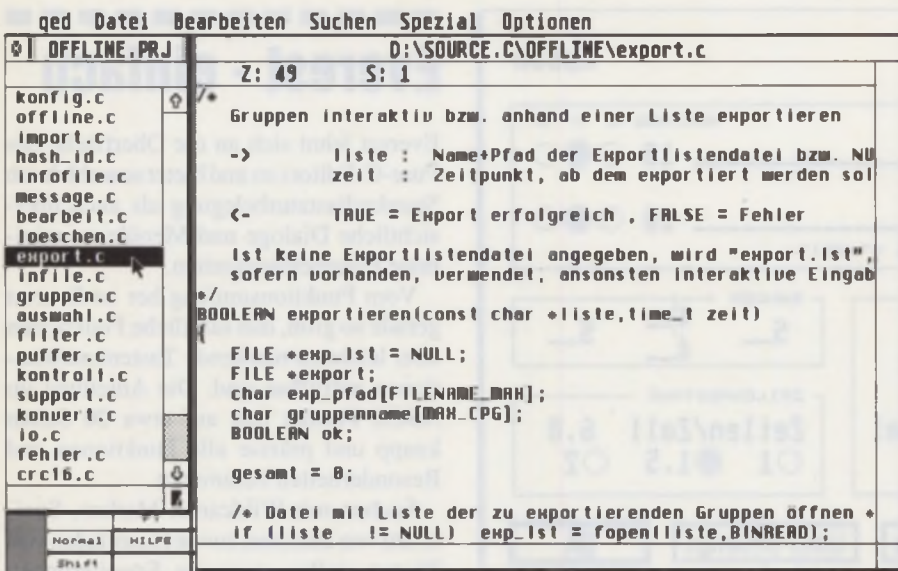 qed Datei Bearbeiten Suchen Spezial Optionen
OFFLINE.PRJ
D:\SOURCE.C\OFFLINE\export.c
Z: 49 S: 1
konfig.c
offline.c
import.c
hash_id.c
infofile.c
message.c
bearbeit.c
loeschen.c
export.c
infile.c
gruppen.c
auswahl.c
filter.c
puffer.c
kontroll.c
support.c
konvert.c
io.c
fehler.c
crc16.c
Normal HILFE
Shift
/*
Gruppen interaktiv bzw. anhand einer Liste exportieren
-> liste : Name+Pfad der Exportlistendatei bzw. NU
zeit : Zeitpunkt, ab dem exportiert werden sol
<- TRUE = Export erfolgreich, FALSE = Fehler
Ist keine Exportlistendatei angegeben, wird "export.lst",
sofern vorhanden, verwendet; ansonsten interaktive Eingab
*/
BOOLEAN exportieren(const char *liste,time_t zeit)
{
FILE *exp_lst = NULL;
FILE *export;
char exp_pfad[FILENAME_MAX];
char gruppenname[MAX_CPG];
BOOLEAN ok;
gesamt = 0;
/* Datei mit Liste der zu exportierenden Gruppen öffnen *
if (liste != NULL) exp_lst = fopen(liste,BINREAD);